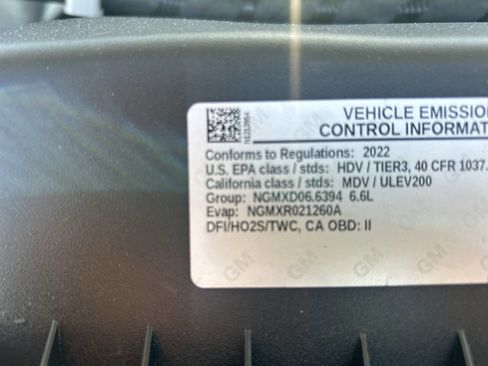 VEHICLE EMISSION
CONTROL INFORMAT
Conforms to Regulations: 2022
U.S. EPA class / stds: HDV / TIER3, 40 CFR 1037.
California class / stds: MDV / ULEV200
Group: NGMXD06.6394 6.6L
Evap: NGMXR021260A
DFI/HO2S/TWC, CA OBD: II
GM